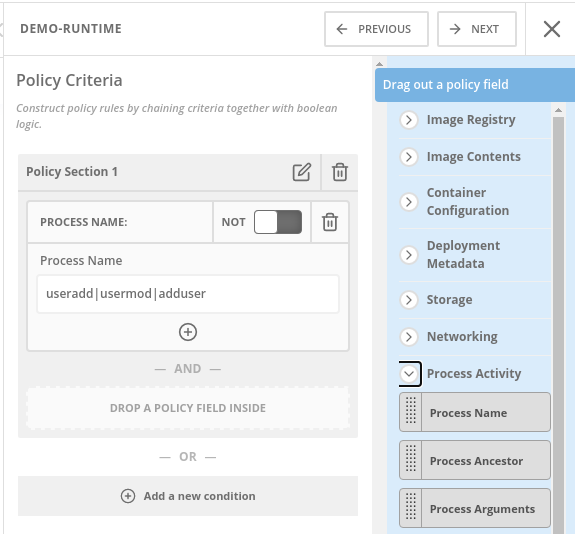 DEMO-RUNTIME
PREVIOUS
NEXT
Policy Criteria
Construct policy rules by chaining criteria together with boolean
logic.
Policy Section 1
PROCESS NAME:
NOT
Process Name
useradd|usermod|adduser
AND
DROP A POLICY FIELD INSIDE
OR
Add a new condition
Drag out a policy field
Image Registry
Image Contents
Container
Configuration
Deployment
Metadata
Storage
Networking
Process Activity
Process Name
Process Ancestor
Process Arguments